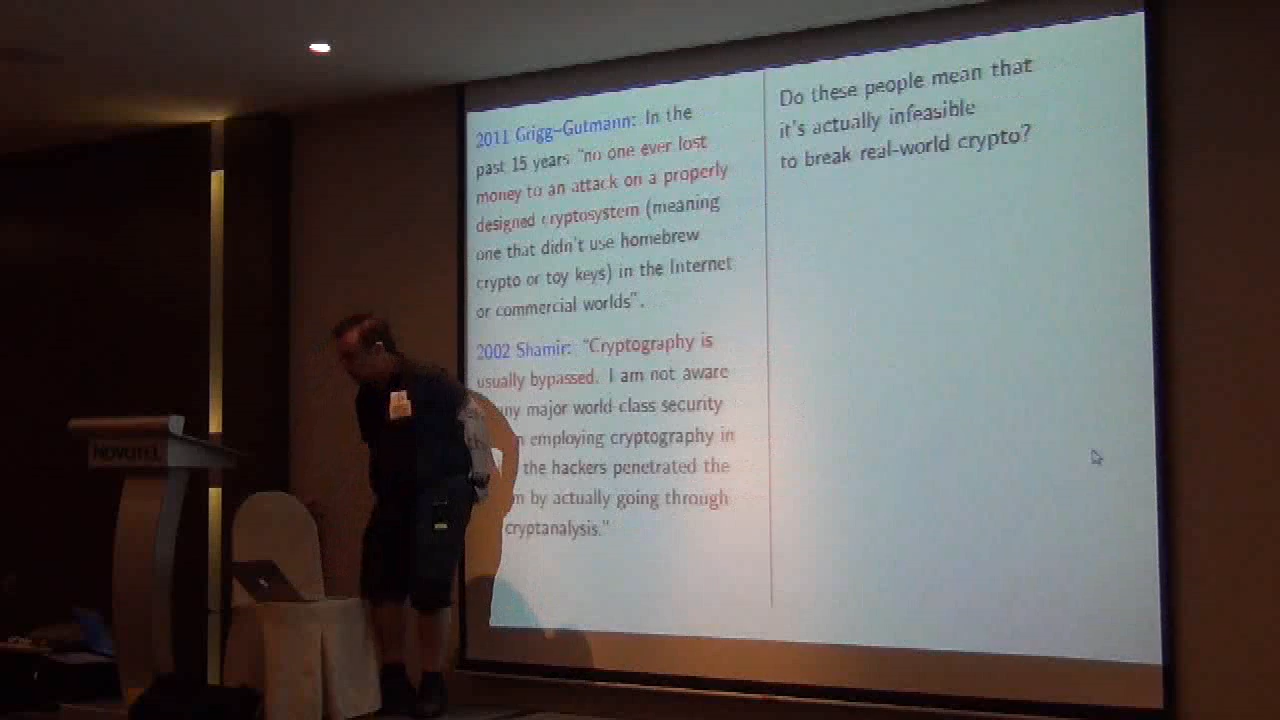 NOVOTEL
2011 Grigg–Gutmann: In the
past 15 years "no one ever lost
money to an attack on a properly
designed cryptosystem (meaning
one that didn't use homebrew
crypto or toy keys) in the Internet
or commercial worlds".
2002 Shamir: "Cryptography is
usually bypassed. I am not aware
major world class security
employing cryptography in
the hackers penetrated the
by actually going through
cryptanalysis."
Do these people mean that
it's actually infeasible
to break real-world crypto?